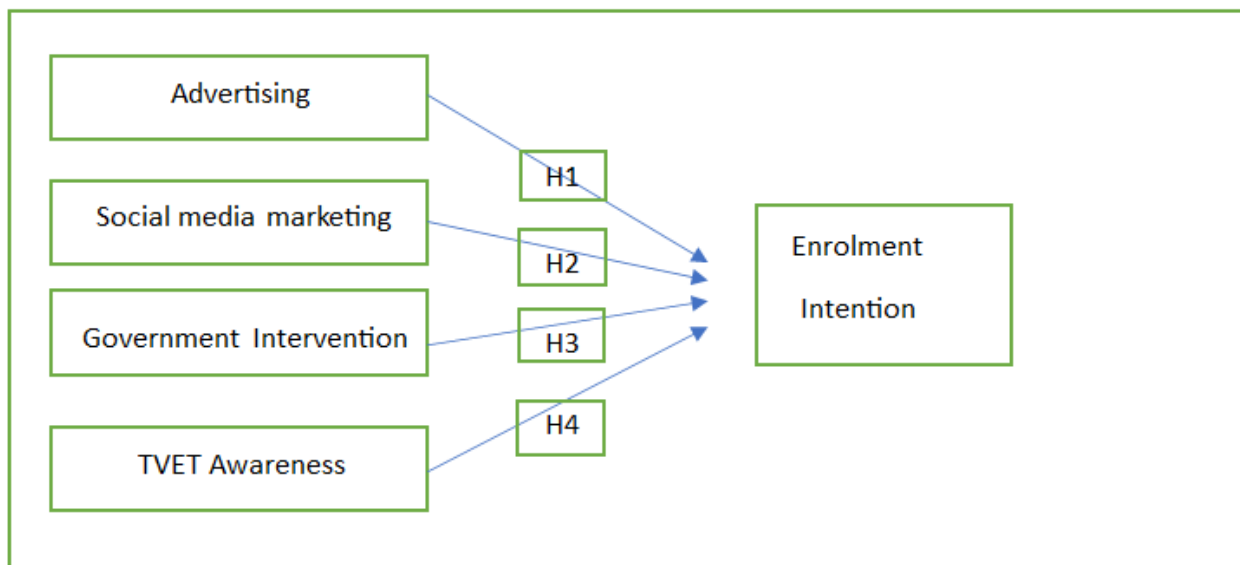 Advertising
H1
Social media marketing
H2
Government Intervention
H3
TVET Awareness
H4
Enrolment
Intention